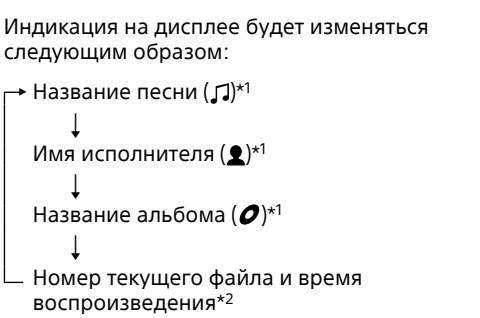 Индикация на дисплее будет изменяться
следующим образом:
Название песни (♫)*1
Имя исполнителя (👤)*1
Название альбома (💿)*1
Номер текущего файла и время
воспроизведения*2